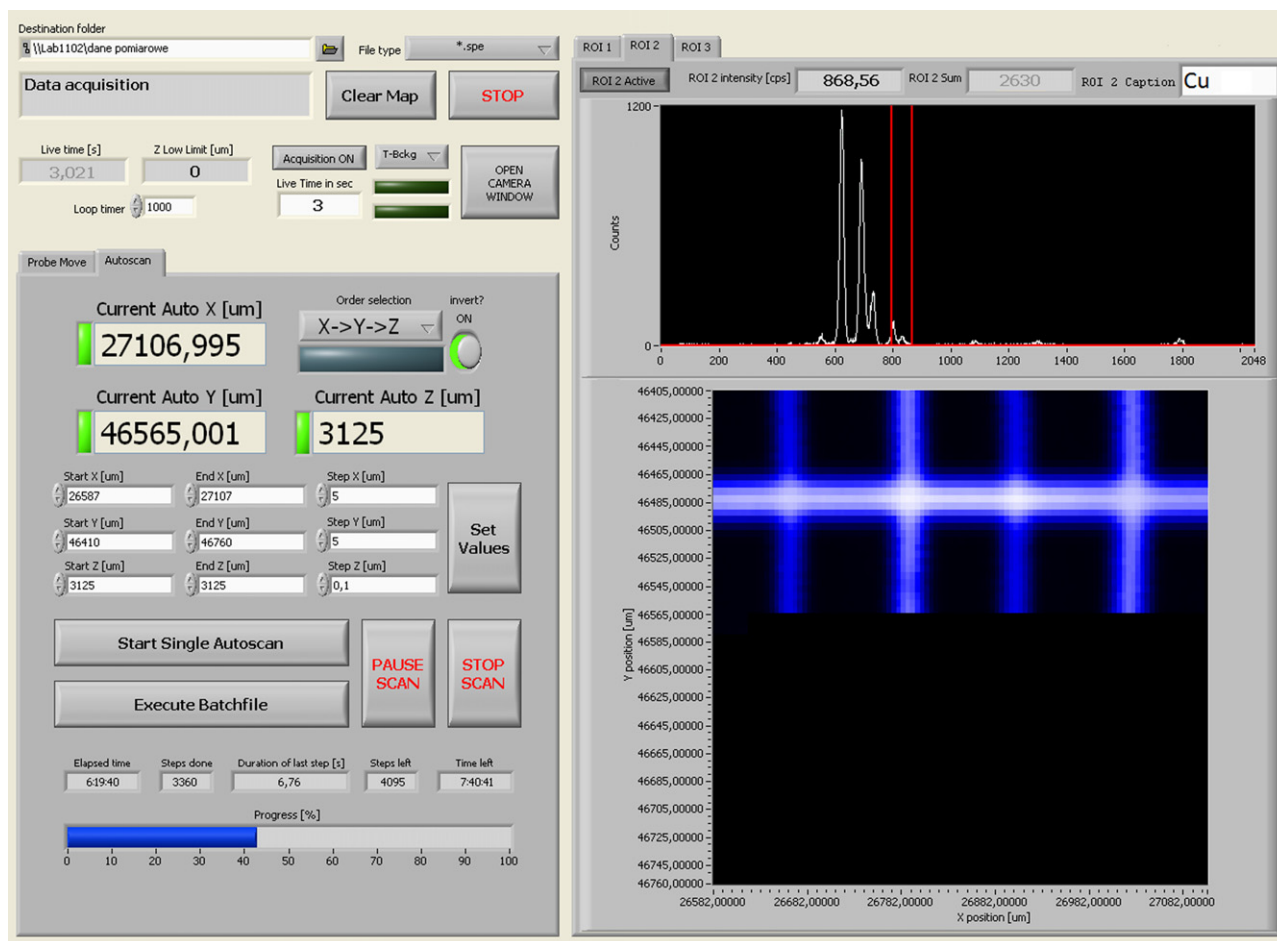 Destination folder
\\Lab1102\dane pomiarowe
File type
*.spe
Data acquisition
Clear Map
STOP
Live time [s]
3,021
Z Low Limit [um]
0
Acquisition ON
T-Bckg
OPEN
CAMERA
WINDOW
Live Time in sec
3
Loop timer
1000
Probe Move
Autoscan
Current Auto X [um]
27106,995
Order selection
X->Y->Z
invert?
ON
Current Auto Y [um]
46565,001
Current Auto Z [um]
3125
Start X [um]
26587
End X [um]
27107
Step X [um]
5
Start Y [um]
46410
End Y [um]
46760
Step Y [um]
5
Start Z [um]
3125
End Z [um]
3125
Step Z [um]
0,1
Set
Values
Start Single Autoscan
Execute Batchfile
PAUSE
SCAN
STOP
SCAN
Elapsed time
6:19:40
Steps done
3360
Duration of last step [s]
6,76
Steps left
4095
Time left
7:40:41
Progress [%]
0 10 20 30 40 50 60 70 80 90 100
ROI 1
ROI 2
ROI 3
ROI 2 Active
ROI 2 intensity [cps]
868,56
ROI 2 Sum
2630
ROI 2 Caption
Cu
1200
Counts
0
0 200 400 600 800 1000 1200 1400 1600 1800 2048
46405,00000
46425,00000
46445,00000
46465,00000
46485,00000
46505,00000
46525,00000
46545,00000
46565,00000
46585,00000
46605,00000
46625,00000
46645,00000
46665,00000
46685,00000
46705,00000
46725,00000
46745,00000
46760,00000
Y position [um]
26582,00000 26682,00000 26782,00000 26882,00000 26982,00000 27082,00000
X position [um]